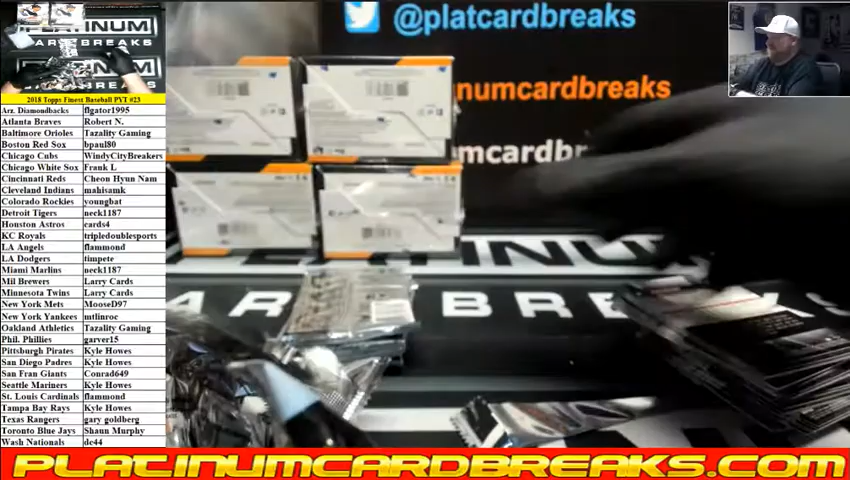 PLATINUM
CARDBREAKS
@platcardbreaks
inumcardbreaks
mcardbr
2018 Topps Finest Baseball PYT #23
Arz. Diamondbacks flgator1995
Atlanta Braves Robert N.
Baltimore Orioles Tazality Gaming
Boston Red Sox bpaul80
Chicago Cubs WindyCityBreakers
Chicago White Sox Frank L
Cincinnati Reds Cheon Hyun Nam
Cleveland Indians mahisamk
Colorado Rockies youngbat
Detroit Tigers neck1187
Houston Astros cards4
KC Royals tripledoublesports
LA Angels flammond
LA Dodgers timpete
Miami Marlins neck1187
Mil Brewers Larry Cards
Minnesota Twins Larry Cards
New York Mets MooseD97
New York Yankees mtlinroc
Oakland Athletics Tazality Gaming
Phil. Phillies garver15
Pittsburgh Pirates Kyle Howes
San Diego Padres Kyle Howes
San Fran Giants Conrad649
Seattle Mariners Kyle Howes
St. Louis Cardinals flammond
Tampa Bay Rays Kyle Howes
Texas Rangers gary goldberg
Toronto Blue Jays Shaun Murphy
Wash Nationals dc44
TINU
ARD BREAKS
PLATINUMCARDBREAKS.COM